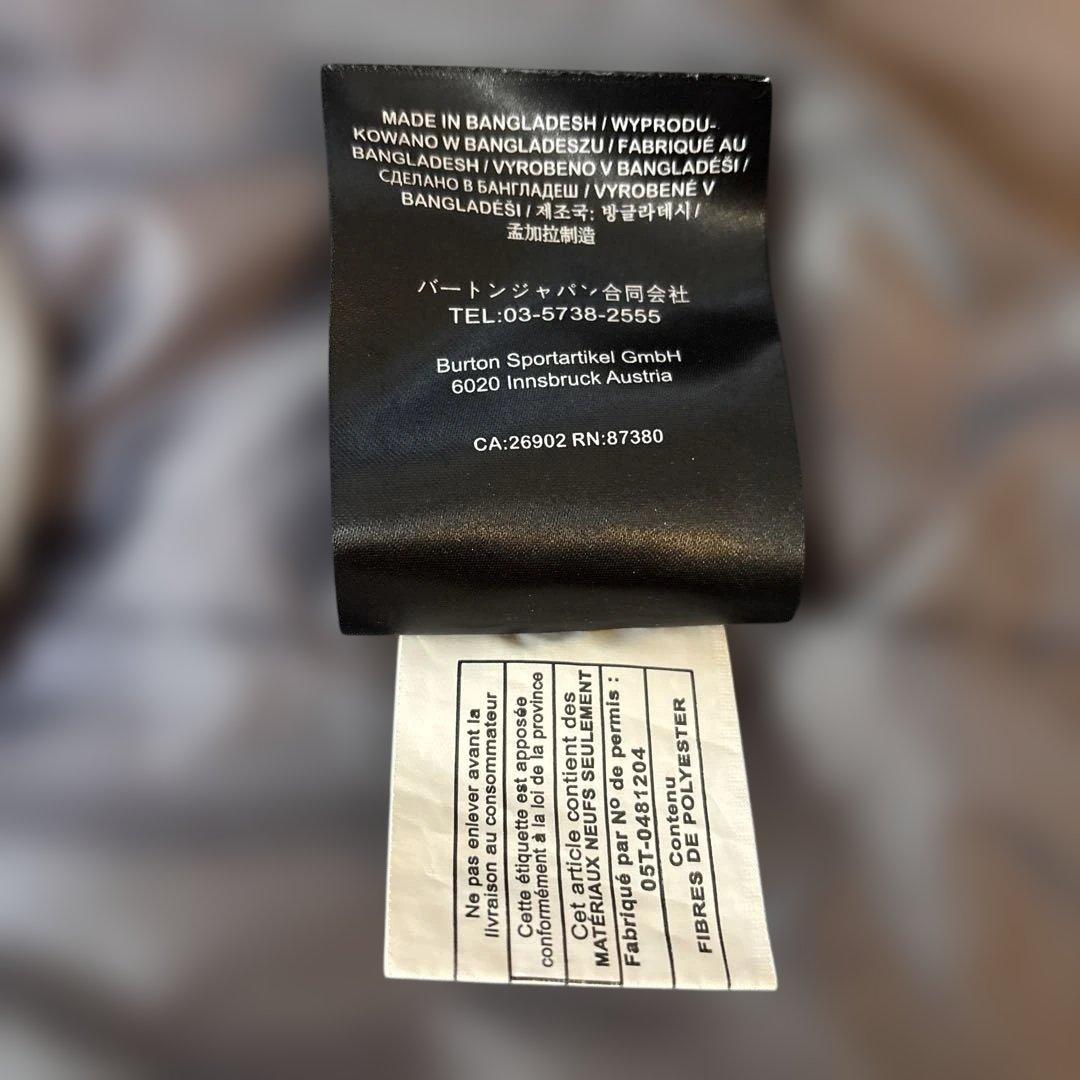 MADE IN BANGLADESH / WYPRODU-
KOWANO W BANGLADESZU / FABRIQUÉ AU
BANGLADESH / VYROBENO V BANGLADÉŠI /
СДЕЛАНО В БАНГЛАДЕШ / VYROBENÉ V
BANGLADÉŠI / 제조국: 방글라데시 /
孟加拉制造
バートンジャパン合同会社
TEL:03-5738-2555
Burton Sportartikel GmbH
6020 Innsbruck Austria
CA:26902 RN:87380
Ne pas enlever avant la
livraison au consommateur
Cette étiquette est apposée
conformément à la loi de la province
Cet article contient des
MATÉRIAUX NEUFS SEULEMENT
Fabriqué par Nº de permis :
05T-0481204
Contenu
FIBRES DE POLYESTER